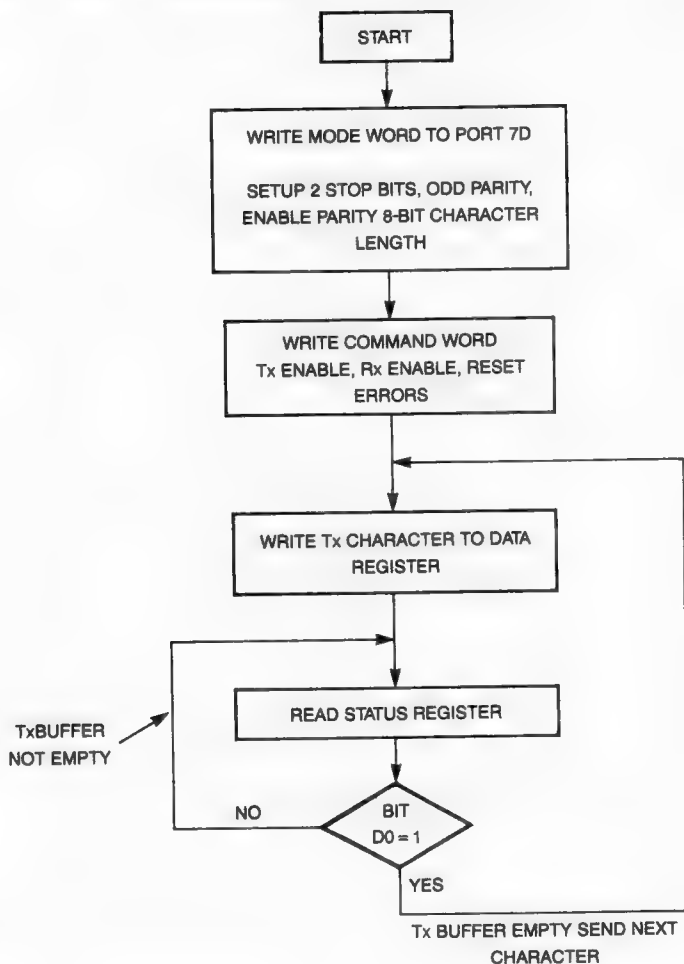 START
WRITE MODE WORD TO PORT 7D
SETUP 2 STOP BITS, ODD PARITY,
ENABLE PARITY 8-BIT CHARACTER
LENGTH
WRITE COMMAND WORD
Tx ENABLE, Rx ENABLE, RESET
ERRORS
WRITE Tx CHARACTER TO DATA
REGISTER
READ STATUS REGISTER
TxBUFFER
NOT EMPTY
NO
BIT
D0 = 1
YES
Tx BUFFER EMPTY SEND NEXT
CHARACTER